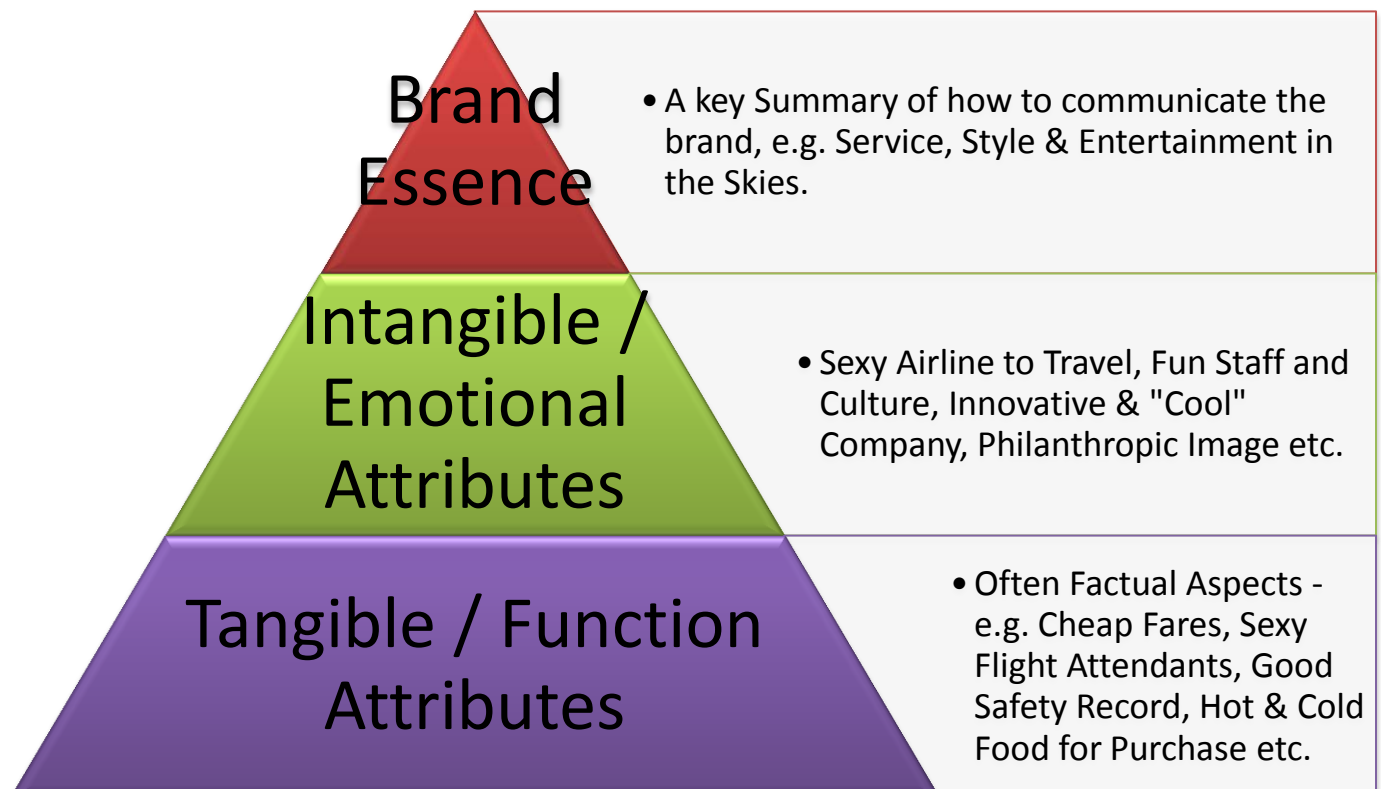 Brand
Essence
• A key Summary of how to communicate the
brand, e.g. Service, Style & Entertainment in
the Skies.
Intangible /
Emotional
Attributes
• Sexy Airline to Travel, Fun Staff and
Culture, Innovative & "Cool"
Company, Philanthropic Image etc.
Tangible / Function
Attributes
• Often Factual Aspects -
e.g. Cheap Fares, Sexy
Flight Attendants, Good
Safety Record, Hot & Cold
Food for Purchase etc.